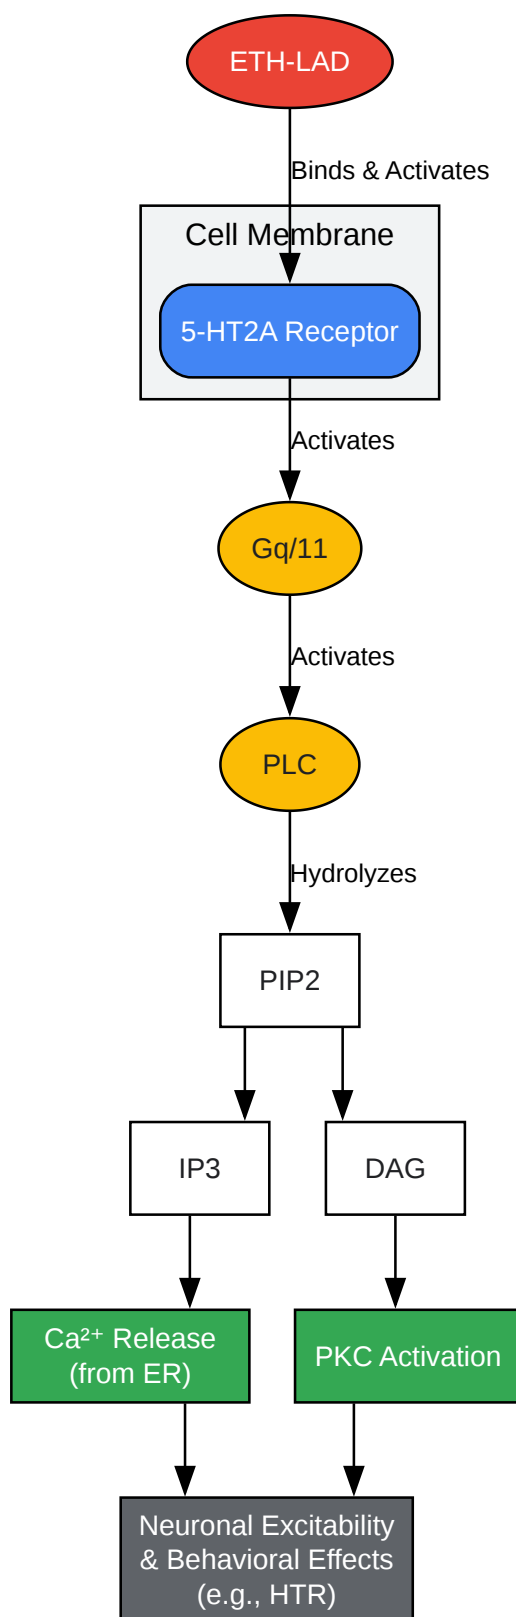 ETH-LAD
Binds & Activates
Cell Membrane
5-HT2A Receptor
Activates
Gq/11
Activates
PLC
Hydrolyzes
PIP2
IP3
DAG
Ca²⁺ Release
(from ER)
PKC Activation
Neuronal Excitability
& Behavioral Effects
(e.g., HTR)